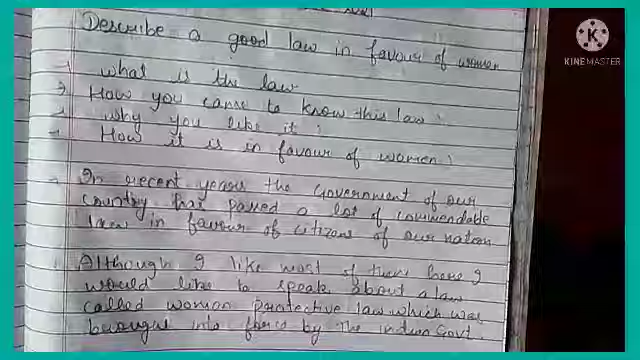 Describe a good law in favour of women
what is the law
How you came to know this law?
why you like it?
How it is in favour of women?
In recent years the Government of our
country has passed a lot of commendable
law in favour of citizens of our nation
Although I like most of them here I
would like to speak about a law
called woman protective law which was
brought into force by the Indian Govt.
KINEMASTER